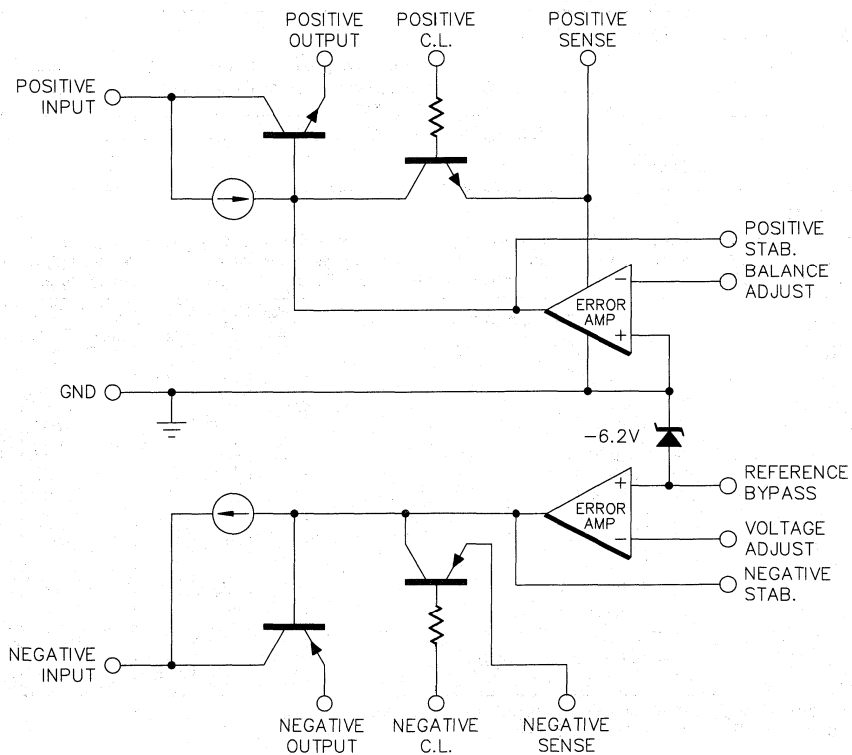 POSITIVE
OUTPUT
POSITIVE
C.L.
POSITIVE
SENSE
POSITIVE
INPUT
POSITIVE
STAB.
BALANCE
ADJUST
−
ERROR
AMP
+
GND
−6.2V
REFERENCE
BYPASS
+
ERROR
AMP
−
VOLTAGE
ADJUST
NEGATIVE
STAB.
NEGATIVE
INPUT
NEGATIVE
OUTPUT
NEGATIVE
C.L.
NEGATIVE
SENSE